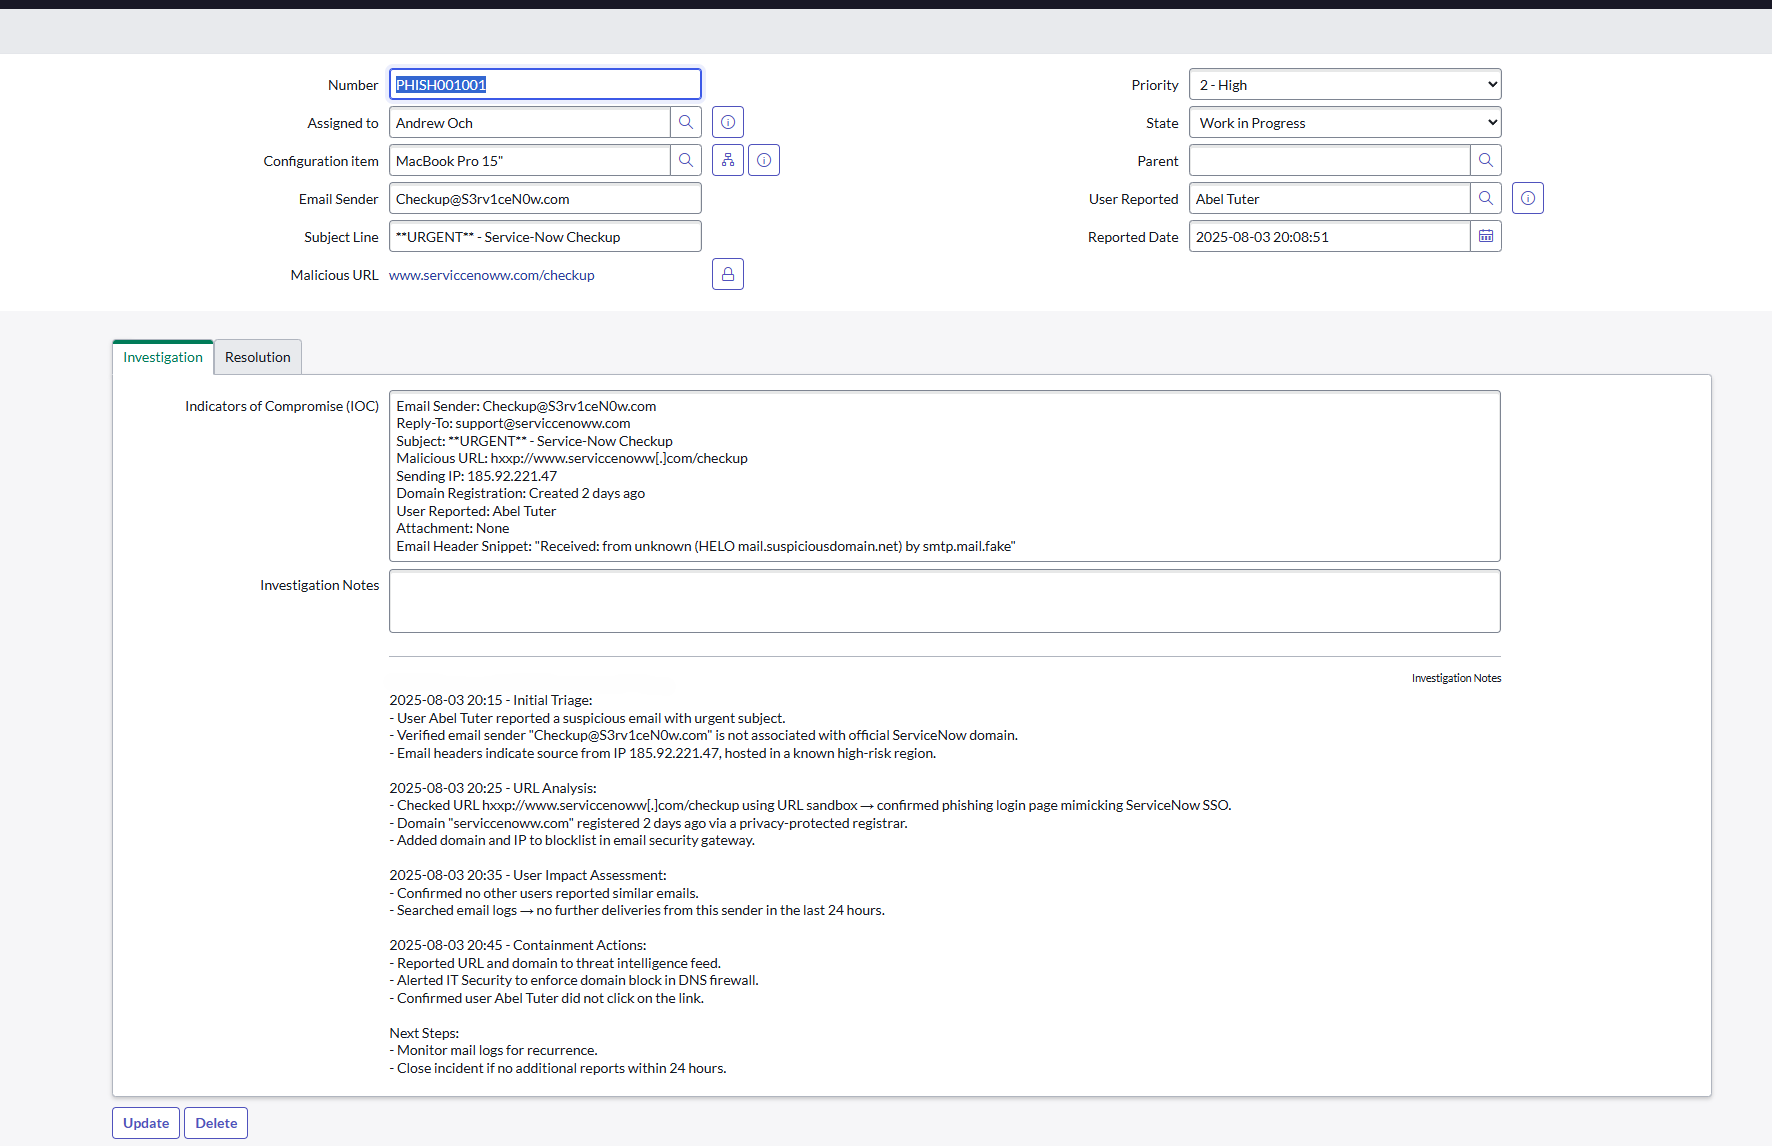 Number PHISH001001
Assigned to Andrew Och
Configuration item MacBook Pro 15"
Email Sender Checkup@S3rv1ceN0w.com
Subject Line **URGENT** - Service-Now Checkup
Malicious URL www.serviccenoww.com/checkup
Priority 2 - High
State Work in Progress
Parent
User Reported Abel Tuter
Reported Date 2025-08-03 20:08:51
Investigation
Resolution
Indicators of Compromise (IOC)
Email Sender: Checkup@S3rv1ceN0w.com
Reply-To: support@serviccenoww.com
Subject: **URGENT** - Service-Now Checkup
Malicious URL: hxxp://www.serviccenoww[.]com/checkup
Sending IP: 185.92.221.47
Domain Registration: Created 2 days ago
User Reported: Abel Tuter
Attachment: None
Email Header Snippet: "Received: from unknown (HELO mail.suspiciousdomain.net) by smtp.mail.fake"
Investigation Notes
Investigation Notes
2025-08-03 20:15 - Initial Triage:
- User Abel Tuter reported a suspicious email with urgent subject.
- Verified email sender "Checkup@S3rv1ceN0w.com" is not associated with official ServiceNow domain.
- Email headers indicate source from IP 185.92.221.47, hosted in a known high-risk region.
2025-08-03 20:25 - URL Analysis:
- Checked URL hxxp://www.serviccenoww[.]com/checkup using URL sandbox → confirmed phishing login page mimicking ServiceNow SSO.
- Domain "serviccenoww.com" registered 2 days ago via a privacy-protected registrar.
- Added domain and IP to blocklist in email security gateway.
2025-08-03 20:35 - User Impact Assessment:
- Confirmed no other users reported similar emails.
- Searched email logs → no further deliveries from this sender in the last 24 hours.
2025-08-03 20:45 - Containment Actions:
- Reported URL and domain to threat intelligence feed.
- Alerted IT Security to enforce domain block in DNS firewall.
- Confirmed user Abel Tuter did not click on the link.
Next Steps:
- Monitor mail logs for recurrence.
- Close incident if no additional reports within 24 hours.
Update
Delete